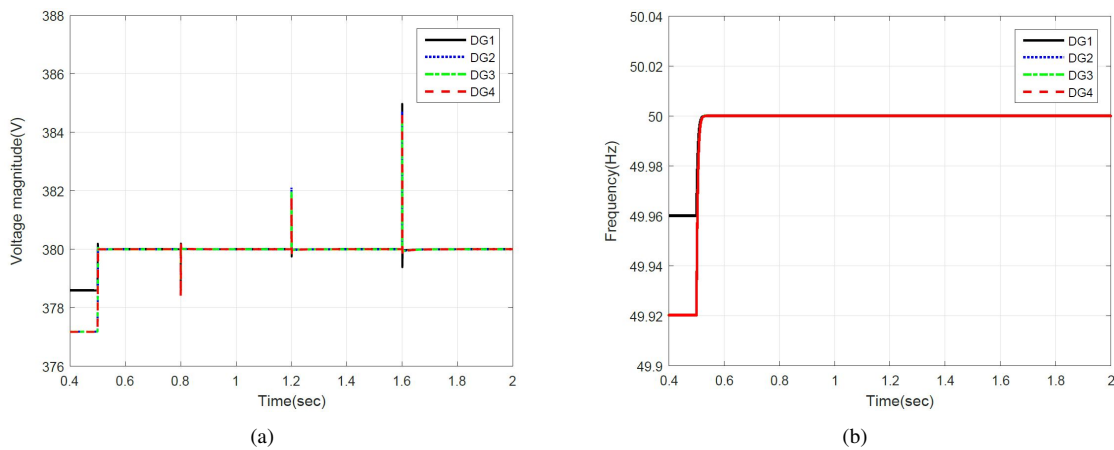 388
386
384
382
380
378
376
Voltage magnitude(V)
DG1
DG2
DG3
DG4
0.4 0.6 0.8 1 1.2 1.4 1.6 1.8 2
Time(sec)
(a)
50.04
50.02
50
49.98
49.96
49.94
49.92
49.9
Frequency(Hz)
DG1
DG2
DG3
DG4
0.4 0.6 0.8 1 1.2 1.4 1.6 1.8 2
Time(sec)
(b)